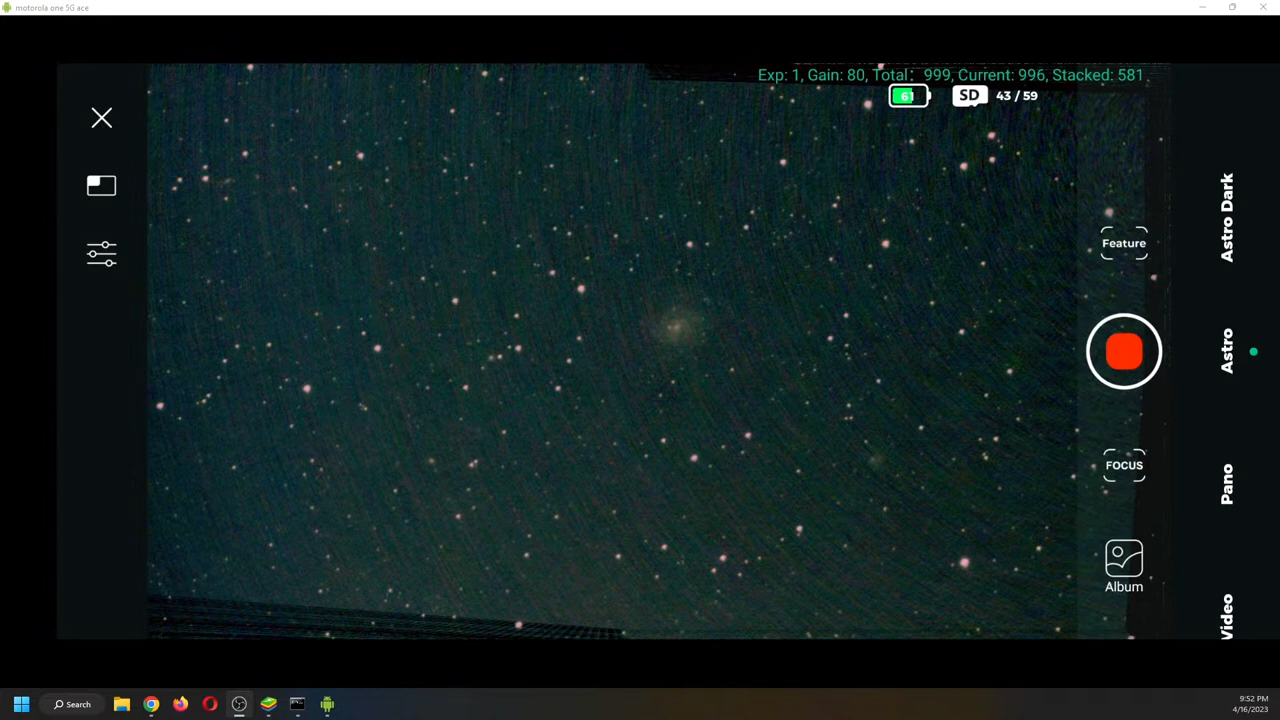 motorola one 5G ace
Exp: 1, Gain: 80, Total: 999, Current: 996, Stacked: 581
61
SD
43 / 59
Astro Dark
Feature
Astro
FOCUS
Pano
Album
Video
Search
9:52 PM
4/16/2023